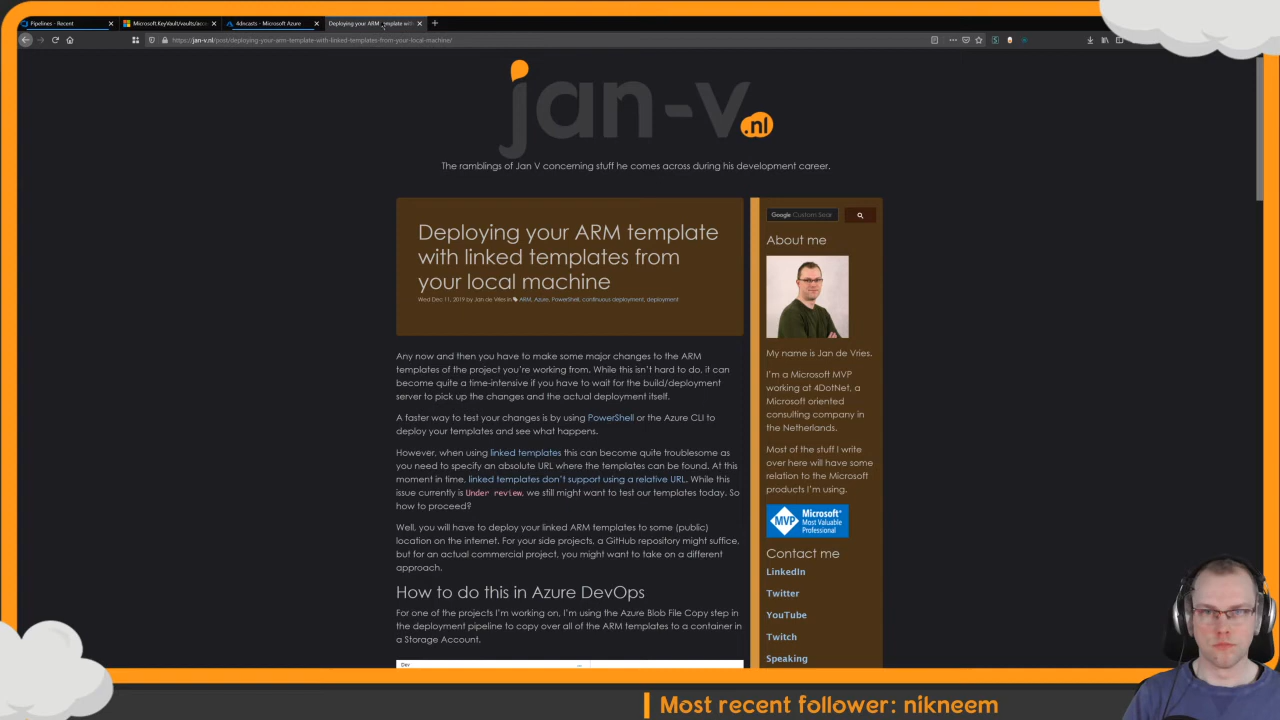 Pipelines - Recent
Microsoft.KeyVault/vaults/acce
4dncasts - Microsoft Azure
Deploying your ARM template with
https://jan-v.nl/post/deploying-your-arm-template-with-linked-templates-from-your-local-machine/
jan-v.nl
The ramblings of Jan V concerning stuff he comes across during his development career.
Deploying your ARM template
with linked templates from
your local machine
Wed Dec 11, 2019 by Jan de Vries in ARM, Azure, PowerShell, continuous deployment, deployment
Any now and then you have to make some major changes to the ARM
templates of the project you're working from. While this isn't hard to do, it can
become quite a time-intensive if you have to wait for the build/deployment
server to pick up the changes and the actual deployment itself.
A faster way to test your changes is by using PowerShell or the Azure CLI to
deploy your templates and see what happens.
However, when using linked templates this can become quite troublesome as
you need to specify an absolute URL where the templates can be found. At this
moment in time, linked templates don't support using a relative URL. While this
issue currently is Under review, we still might want to test our templates today. So
how to proceed?
Well, you will have to deploy your linked ARM templates to some (public)
location on the internet. For your side projects, a GitHub repository might suffice,
but for an actual commercial project, you might want to take on a different
approach.
How to do this in Azure DevOps
For one of the projects I'm working on, I'm using the Azure Blob File Copy step in
the deployment pipeline to copy over all of the ARM templates to a container in
a Storage Account.
Dev
Google Custom Sear
About me
My name is Jan de Vries.
I'm a Microsoft MVP
working at 4DotNet, a
Microsoft oriented
consulting company in
the Netherlands.
Most of the stuff I write
over here will have some
relation to the Microsoft
products I'm using.
MVP
Microsoft®
Most Valuable
Professional
Contact me
LinkedIn
Twitter
YouTube
Twitch
Speaking
Most recent follower: nikneem